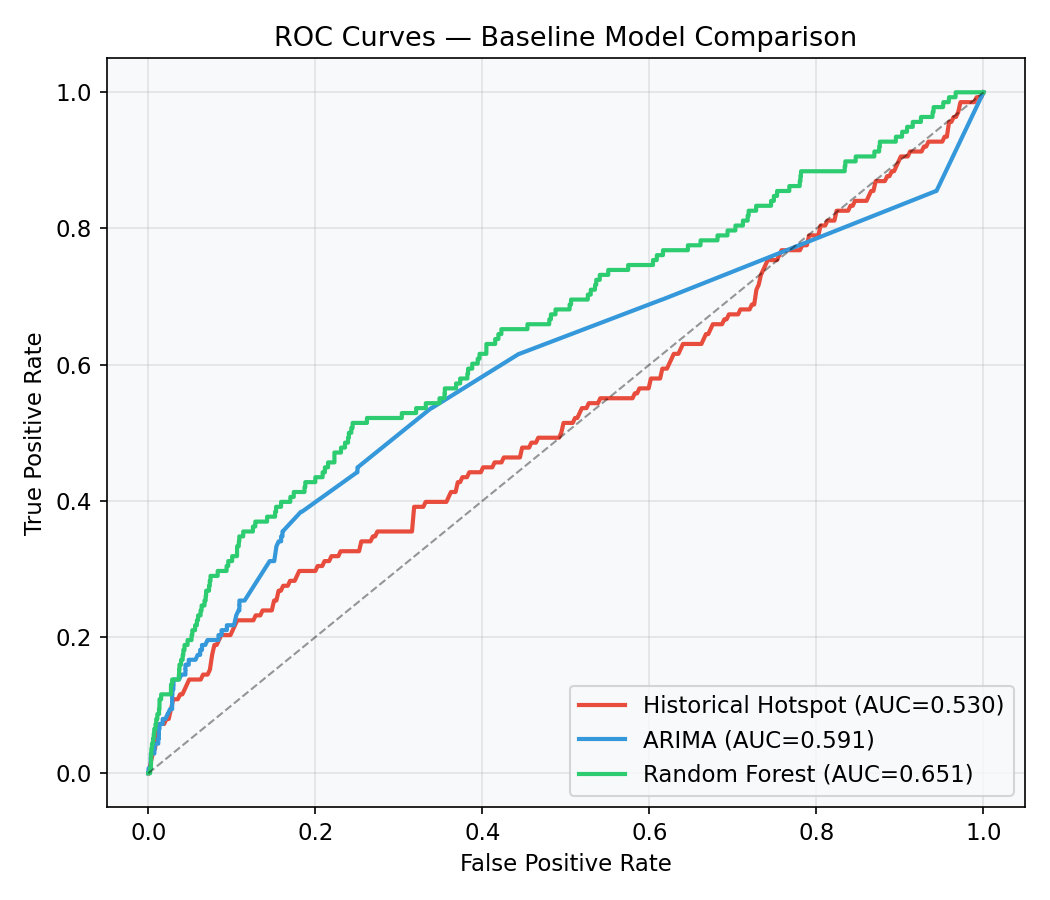 ROC Curves — Baseline Model Comparison
1.0
0.8
0.6
0.4
0.2
0.0
True Positive Rate
Historical Hotspot (AUC=0.530)
ARIMA (AUC=0.591)
Random Forest (AUC=0.651)
0.0 0.2 0.4 0.6 0.8 1.0
False Positive Rate